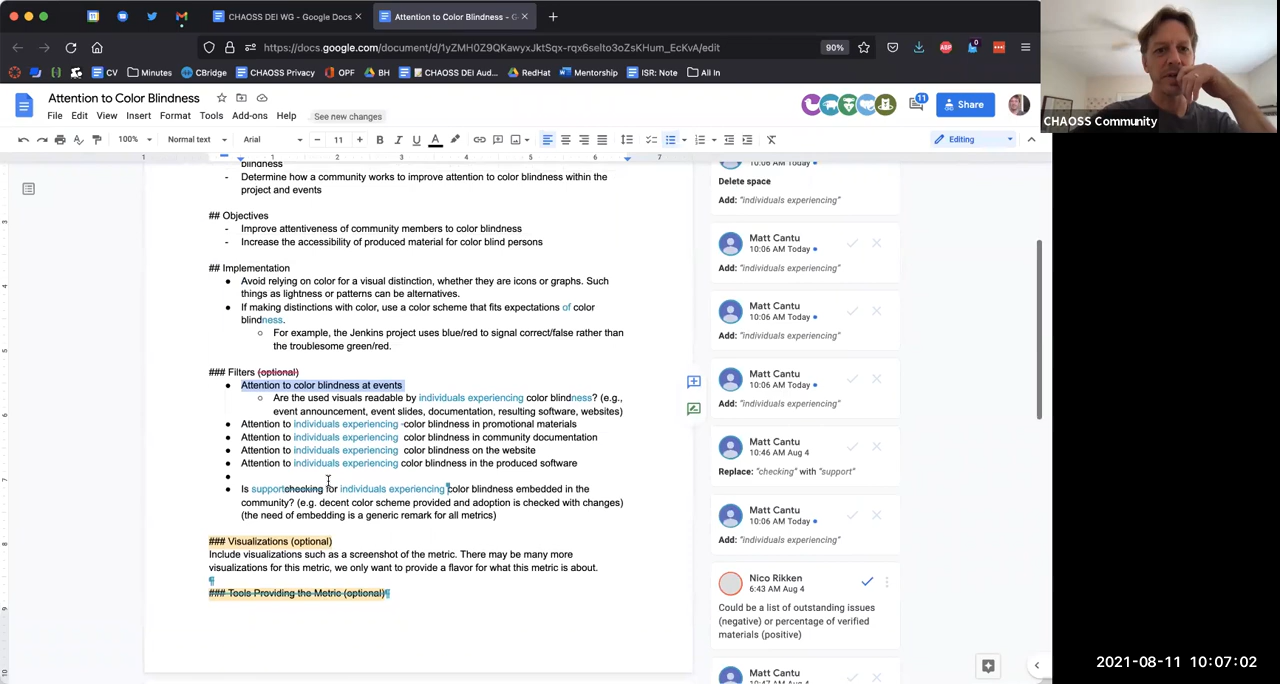 CHAOSS DEI WG - Google Docs
Attention to Color Blindness - G
https://docs.google.com/document/d/1yZMH0Z9QKawyxJktSqx-rqx6selto3oZsKHum_EcKvA/edit
90%
CV
Minutes
CBridge
CHAOSS Privacy
OPF
BH
CHAOSS DEI Aud...
RedHat
Mentorship
ISR: Note
All In
Attention to Color Blindness
File Edit View Insert Format Tools Add-ons Help See new changes
11
Share
CHAOSS Community
100% Normal text Arial 11
Editing
1 1 2 3 4 5 6 7
blindness
- Determine how a community works to improve attention to color blindness within the
project and events
## Objectives
- Improve attentiveness of community members to color blindness
- Increase the accessibility of produced material for color blind persons
## Implementation
● Avoid relying on color for a visual distinction, whether they are icons or graphs. Such
things as lightness or patterns can be alternatives.
● If making distinctions with color, use a color scheme that fits expectations of color
blindness.
○ For example, the Jenkins project uses blue/red to signal correct/false rather than
the troublesome green/red.
### Filters (optional)
● Attention to color blindness at events
○ Are the used visuals readable by individuals experiencing color blindness? (e.g.,
event announcement, event slides, documentation, resulting software, websites)
● Attention to individuals experiencing color blindness in promotional materials
● Attention to individuals experiencing color blindness in community documentation
● Attention to individuals experiencing color blindness on the website
● Attention to individuals experiencing color blindness in the produced software
●
● Is supportchecking for individuals experiencing color blindness embedded in the
community? (e.g. decent color scheme provided and adoption is checked with changes)
(the need of embedding is a generic remark for all metrics)
### Visualizations (optional)
Include visualizations such as a screenshot of the metric. There may be many more
visualizations for this metric, we only want to provide a flavor for what this metric is about.
¶
### Tools Providing the Metric (optional)¶
10:06 AM Today
Delete space
Add: "individuals experiencing"
Matt Cantu
10:06 AM Today
Add: "individuals experiencing"
Matt Cantu
10:06 AM Today
Add: "individuals experiencing"
Matt Cantu
10:06 AM Today
Add: "individuals experiencing"
Matt Cantu
10:46 AM Aug 4
Replace: "checking" with "support"
Matt Cantu
10:06 AM Today
Add: "individuals experiencing"
Nico Rikken
6:43 AM Aug 4
Could be a list of outstanding issues
(negative) or percentage of verified
materials (positive)
Matt Cantu
10:47 AM Aug 4
2021-08-11 10:07:02